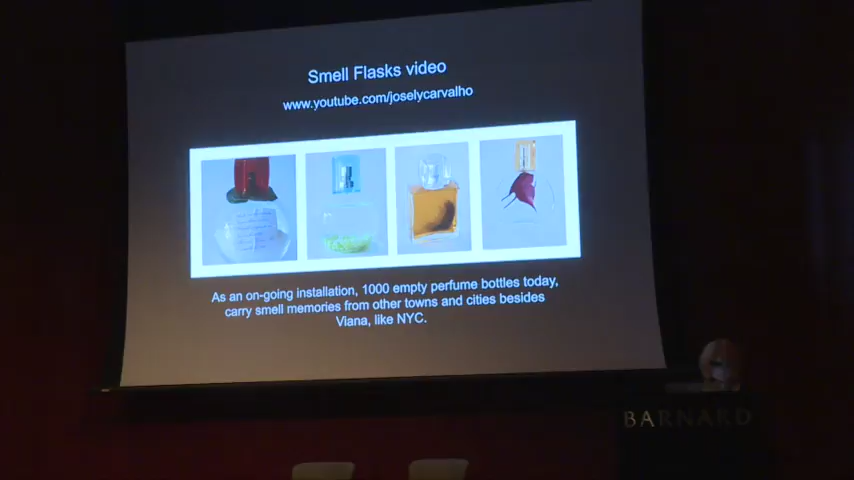 Smell Flasks video
www.youtube.com/joselycarvalho
As an on-going installation, 1000 empty perfume bottles today,
carry smell memories from other towns and cities besides
Viana, like NYC.
BARNARD